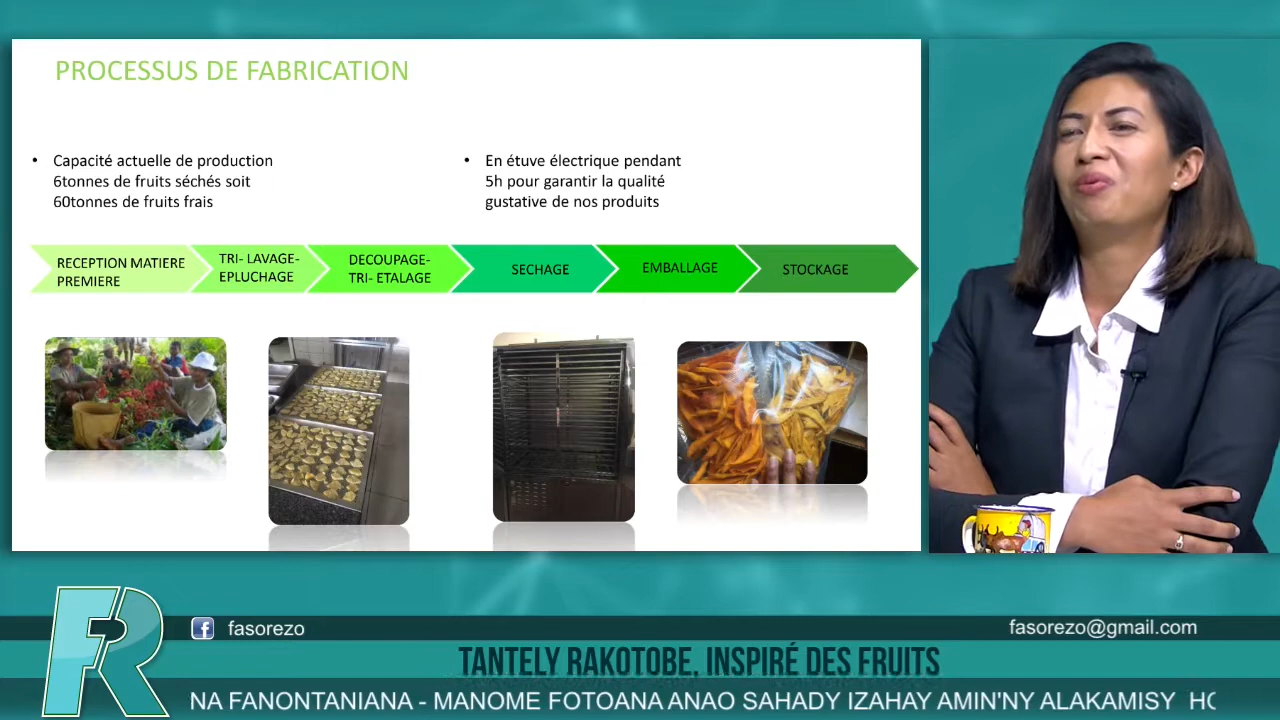 PROCESSUS DE FABRICATION
• Capacité actuelle de production
6tonnes de fruits séchés soit
60tonnes de fruits frais
• En étuve électrique pendant
5h pour garantir la qualité
gustative de nos produits
RECEPTION MATIERE
PREMIERE
TRI- LAVAGE-
EPLUCHAGE
DECOUPAGE-
TRI- ETALAGE
SECHAGE
EMBALLAGE
STOCKAGE
FR
fasorezo
fasorezo@gmail.com
TANTELY RAKOTOBE, INSPIRÉ DES FRUITS
NA FANONTANIANA - MANOME FOTOANA ANAO SAHADY IZAHAY AMIN'NY ALAKAMISY